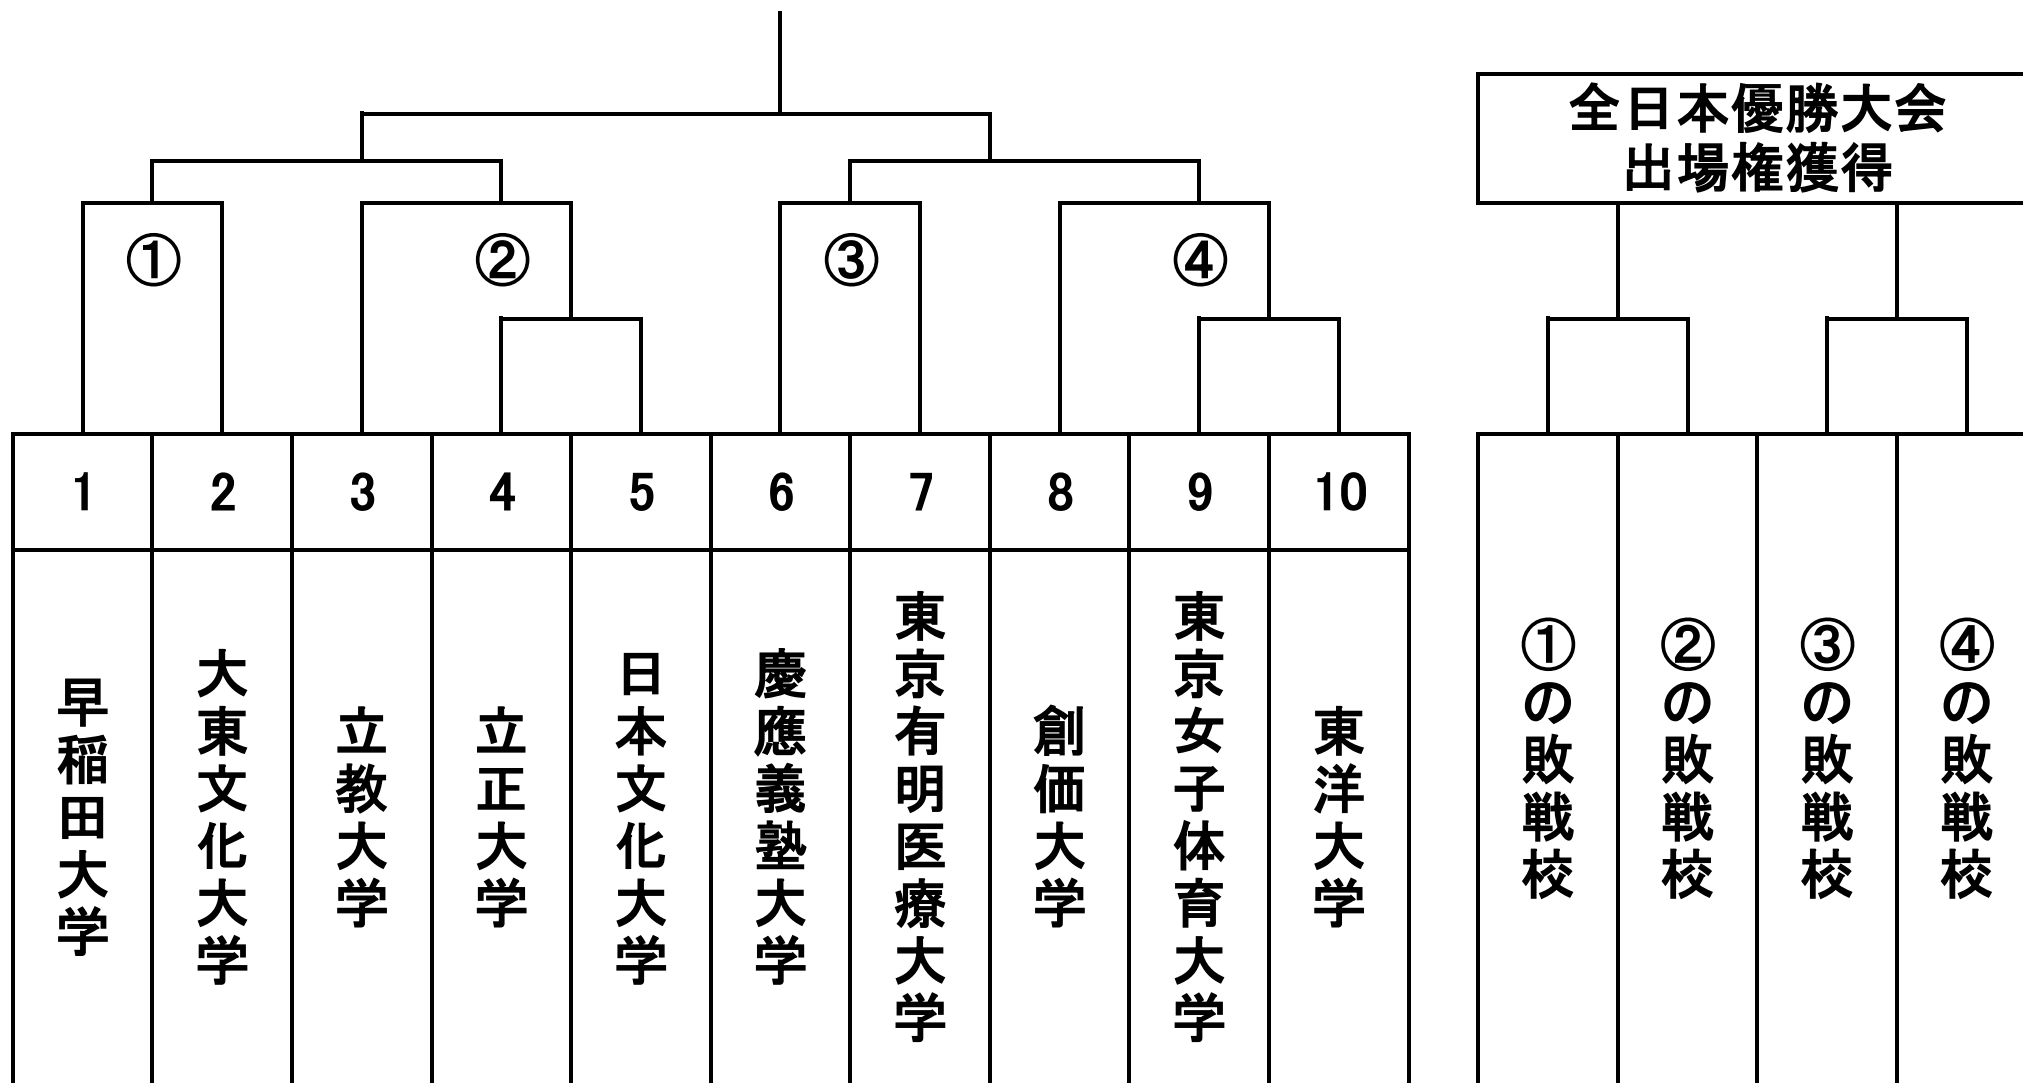 全日本優勝大会
出場権獲得
①
②
③
④
1
2
3
4
5
6
7
8
9
10
早稲田大学
大東文化大学
立教大学
立正大学
日本文化大学
慶應義塾大学
東京有明医療大学
創価大学
東京女子体育大学
東洋大学
①の敗戦校
②の敗戦校
③の敗戦校
④の敗戦校